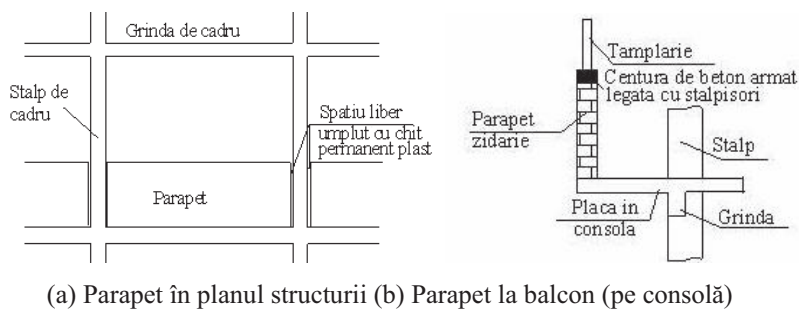 Grinda de cadru
Stalp de
cadru
Spatiu liber
umplut cu chit
permanent plast
Parapet
Tamplarie
Centura de beton armat
legata cu stalpisori
Parapet
zidarie
Stalp
Placa in
consola
Grinda
(a) Parapet în planul structurii (b) Parapet la balcon (pe consolă)